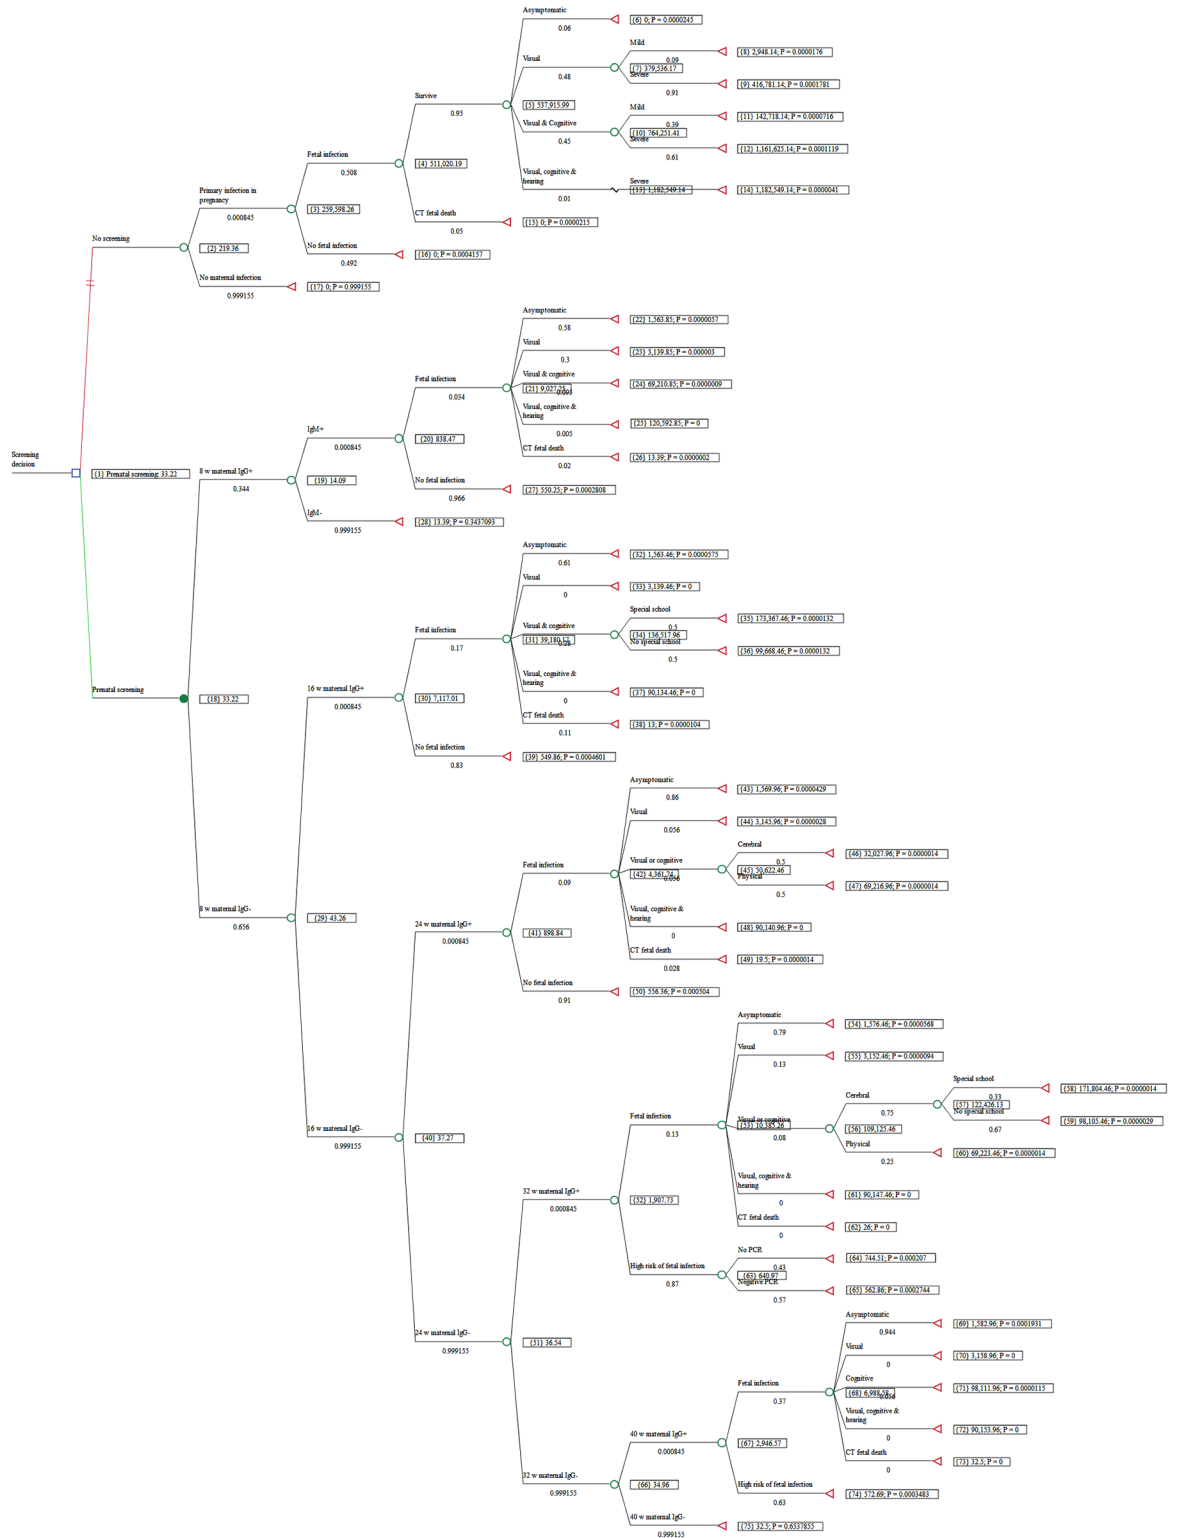 Asymptomatic
0.06
{6} 0; P = 0.0000245
Visual
0.48
Mild
0.09
{8} 2,948.14; P = 0.0000176
{7} 379,536.17
Severe
0.91
{9} 416,781.14; P = 0.0001781
Survive
0.95
{5} 537,915.99
Visual & Cognitive
0.45
Mild
0.39
{11} 142,718.14; P = 0.0000716
{10} 764,251.41
Severe
0.61
{12} 1,161,625.14; P = 0.0001119
Fetal infection
0.508
{4} 511,020.19
Visual, cognitive &
hearing
0.01
Severe
{13} 1,182,549.14
{14} 1,182,549.14; P = 0.0000041
Primary infection in
pregnancy
0.000845
{3} 259,598.26
CT fetal death
0.05
{15} 0; P = 0.0000215
No screening
{2} 219.36
No fetal infection
0.492
{16} 0; P = 0.0004157
No maternal infection
0.999155
{17} 0; P = 0.999155
Asymptomatic
0.58
{22} 1,563.85; P = 0.0000057
Visual
0.3
{23} 3,139.85; P = 0.000003
Fetal infection
0.034
Visual & cognitive
{21} 9,027.25
0.095
{24} 69,210.85; P = 0.0000009
Visual, cognitive &
hearing
0.005
{25} 120,592.85; P = 0
IgM+
0.000845
{20} 838.47
CT fetal death
0.02
{26} 13.39; P = 0.0000002
Screening
decision
{1} Prenatal screening: 33.22
8 w maternal IgG+
0.344
{19} 14.09
No fetal infection
0.966
{27} 550.25; P = 0.0002808
IgM-
0.999155
{28} 13.39; P = 0.3437093
Asymptomatic
0.61
{32} 1,563.46; P = 0.0000575
Visual
0
{33} 3,139.46; P = 0
Fetal infection
0.17
Visual & cognitive
{31} 39,180.17
0.28
Special school
0.5
{35} 173,367.46; P = 0.0000132
{34} 136,517.96
No special school
0.5
{36} 99,668.46; P = 0.0000132
Visual, cognitive &
hearing
0
{37} 90,134.46; P = 0
Prenatal screening
{18} 33.22
16 w maternal IgG+
0.000845
{30} 7,117.01
CT fetal death
0.11
{38} 13; P = 0.0000104
No fetal infection
0.83
{39} 549.86; P = 0.0004601
Asymptomatic
0.86
{43} 1,569.96; P = 0.0000429
Visual
0.056
{44} 3,145.96; P = 0.0000028
Fetal infection
0.09
Visual or cognitive
{42} 4,361.74
0.056
Cerebral
0.5
{46} 32,027.96; P = 0.0000014
{45} 50,622.46
Physical
0.5
{47} 69,216.96; P = 0.0000014
8 w maternal IgG-
0.656
{29} 43.26
24 w maternal IgG+
0.000845
{41} 898.84
Visual, cognitive &
hearing
0
{48} 90,140.96; P = 0
CT fetal death
0.028
{49} 19.5; P = 0.0000014
No fetal infection
0.91
{50} 556.36; P = 0.000504
Asymptomatic
0.79
{54} 1,576.46; P = 0.0000568
Visual
0.13
{55} 3,152.46; P = 0.0000094
16 w maternal IgG-
0.999155
{40} 37.27
Fetal infection
0.13
Visual or cognitive
{53} 10,385.26
0.08
Cerebral
0.75
Special school
0.33
{58} 171,804.46; P = 0.0000014
{57} 122,426.13
No special school
0.67
{59} 98,105.46; P = 0.0000029
{56} 109,125.46
Physical
0.25
{60} 69,223.46; P = 0.0000014
32 w maternal IgG+
0.000845
{52} 1,907.73
Visual, cognitive &
hearing
0
{61} 90,147.46; P = 0
CT fetal death
0
{62} 26; P = 0
High risk of fetal infection
0.87
No PCR
0.43
{64} 744.51; P = 0.000207
{63} 640.97
Negative PCR
0.57
{65} 562.86; P = 0.0002744
24 w maternal IgG-
0.999155
{51} 36.54
Asymptomatic
0.944
{69} 1,582.96; P = 0.0001931
Visual
0
{70} 3,158.96; P = 0
Fetal infection
0.37
Cognitive
{68} 6,988.58
0.056
{71} 98,111.96; P = 0.0000115
Visual, cognitive &
hearing
0
{72} 90,153.96; P = 0
40 w maternal IgG+
0.000845
{67} 2,946.57
CT fetal death
0
{73} 32.5; P = 0
32 w maternal IgG-
0.999155
{66} 34.96
High risk of fetal infection
0.63
{74} 572.69; P = 0.0003483
40 w maternal IgG-
0.999155
{75} 32.5; P = 0.6537855